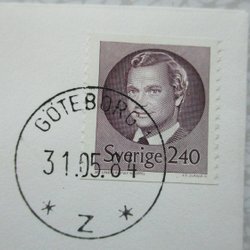 GÖTEBORG
31.05.84
Sverige 240
* Z *